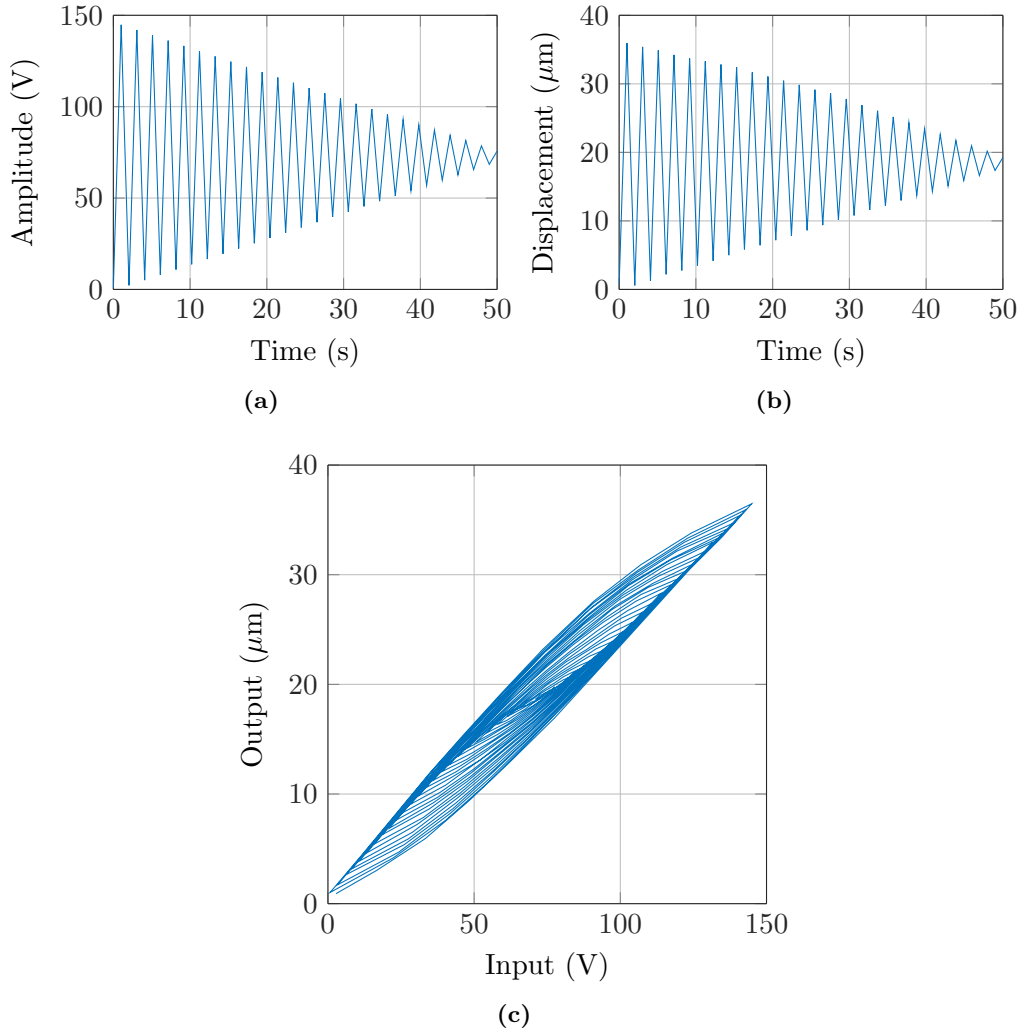 150
100
50
0
Amplitude (V)
0 10 20 30 40 50
Time (s)
(a)
40
30
20
10
0
Displacement (μm)
0 10 20 30 40 50
Time (s)
(b)
40
30
20
10
0
Output (μm)
0 50 100 150
Input (V)
(c)